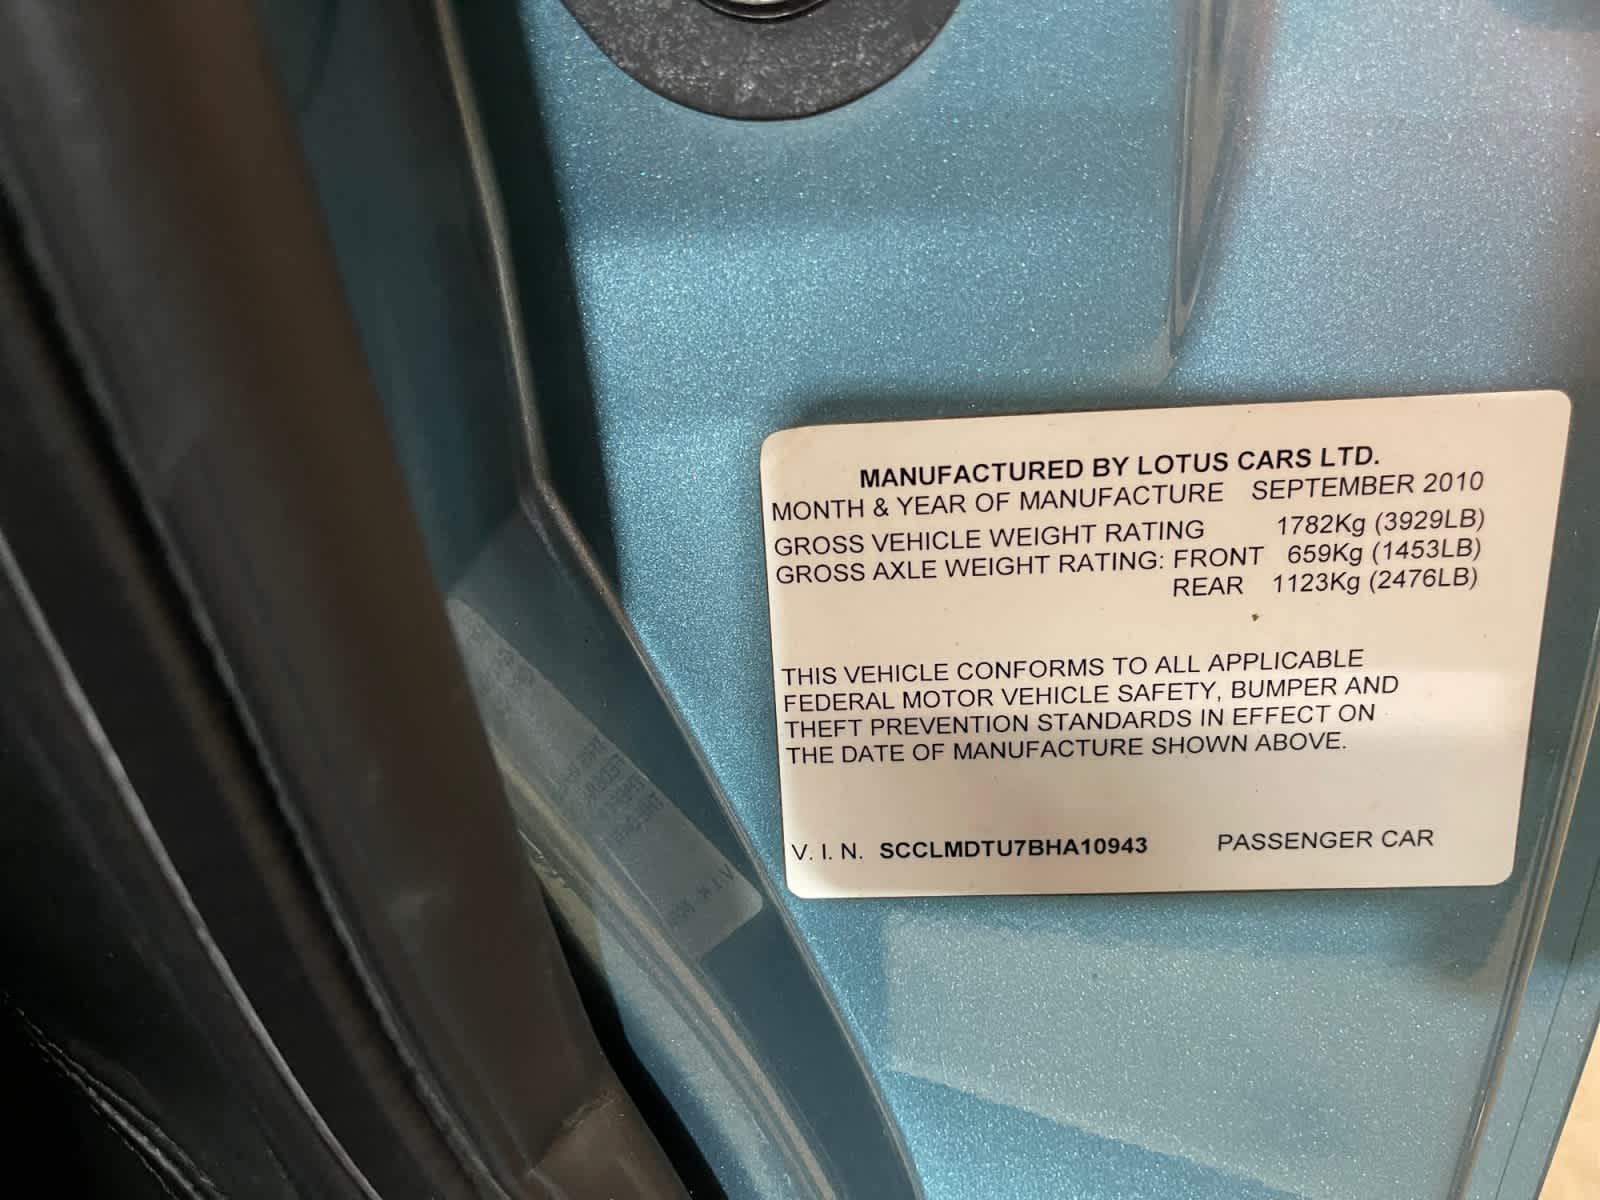 MANUFACTURED BY LOTUS CARS LTD.
MONTH & YEAR OF MANUFACTURE SEPTEMBER 2010
GROSS VEHICLE WEIGHT RATING 1782Kg (3929LB)
GROSS AXLE WEIGHT RATING: FRONT 659Kg (1453LB)
REAR 1123Kg (2476LB)
THIS VEHICLE CONFORMS TO ALL APPLICABLE
FEDERAL MOTOR VEHICLE SAFETY, BUMPER AND
THEFT PREVENTION STANDARDS IN EFFECT ON
THE DATE OF MANUFACTURE SHOWN ABOVE.
V. I. N. SCCLMDTU7BHA10943 PASSENGER CAR